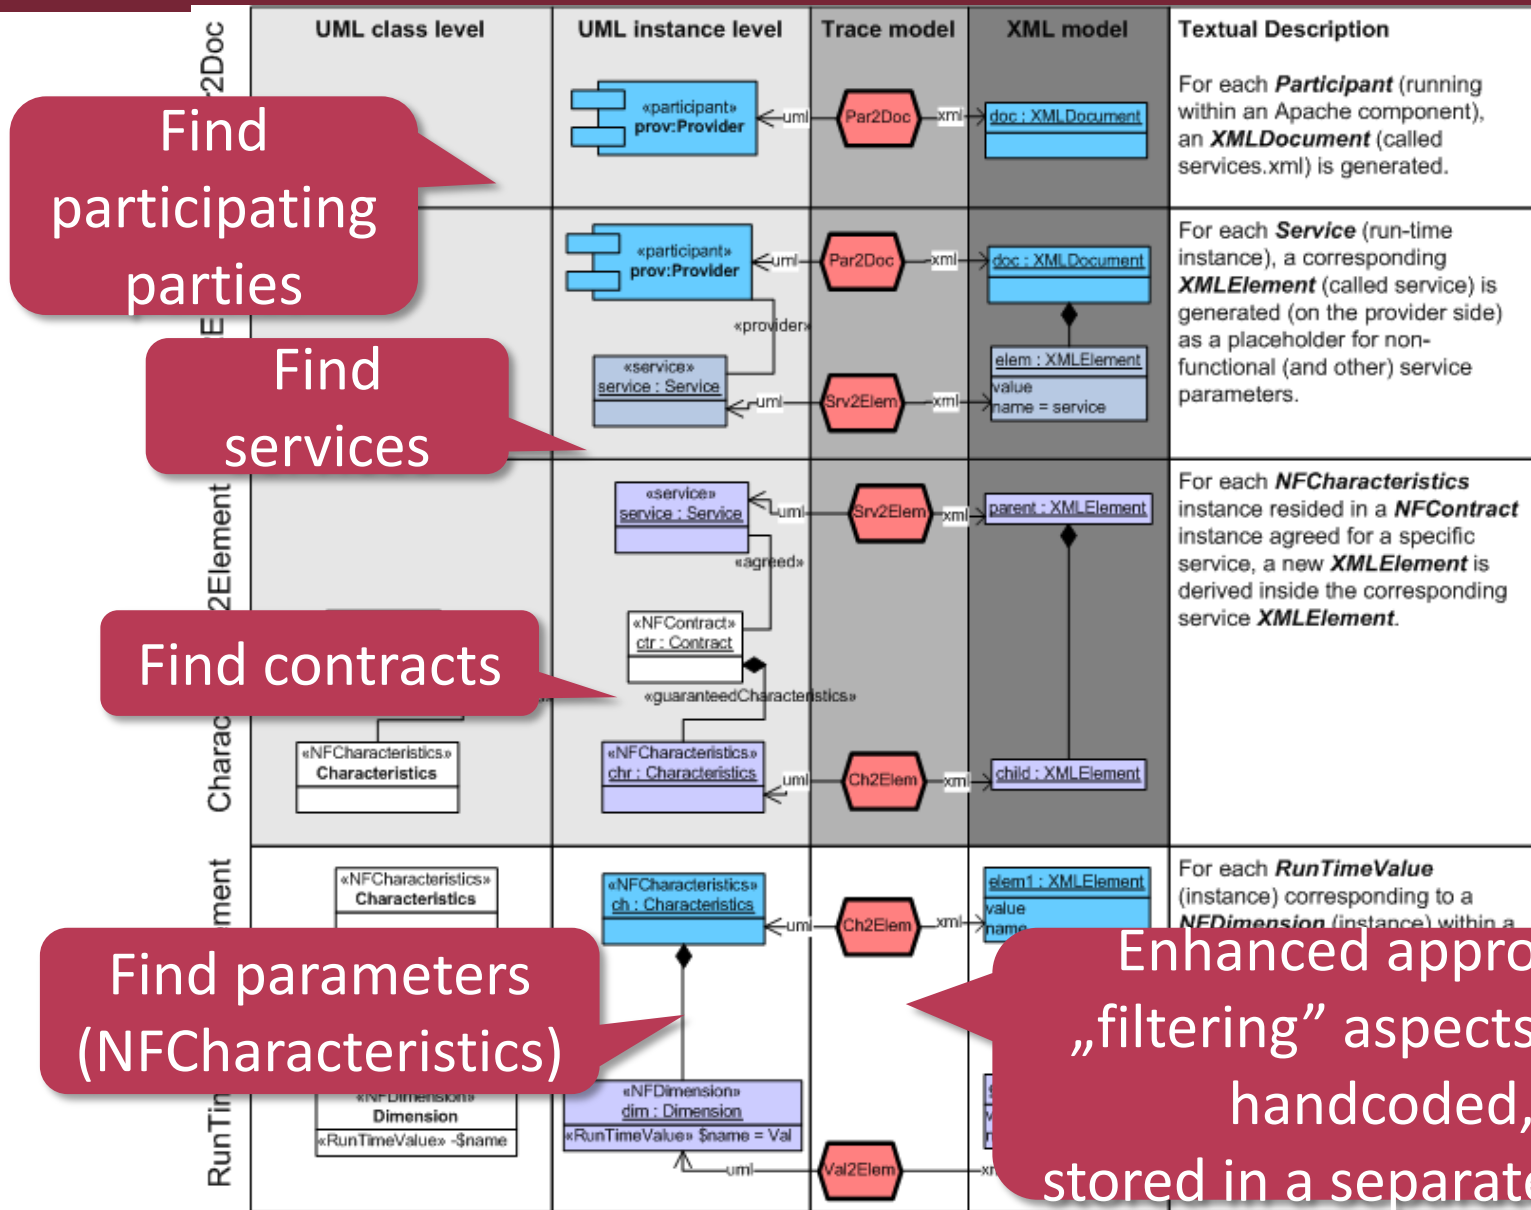 UML class level
UML instance level
Trace model
XML model
Textual Description
2Doc
Find
participating
parties
«participant»
prov:Provider
uml
Par2Doc
xml
doc : XMLDocument
For each Participant (running
within an Apache component),
an XMLDocument (called
services.xml) is generated.
«participant»
prov:Provider
uml
Par2Doc
xml
doc : XMLDocument
«provider»
«service»
service : Service
uml
Srv2Elem
xml
elem : XMLElement
value
name = service
For each Service (run-time
instance), a corresponding
XMLElement (called service) is
generated (on the provider side)
as a placeholder for non-
functional (and other) service
parameters.
Find
services
2Element
Charac
«service»
service : Service
uml
Srv2Elem
xml
parent : XMLElement
«agreed»
«NFContract»
ctr : Contract
«guaranteedCharacteristics»
Find contracts
«NFCharacteristics»
Characteristics
«NFCharacteristics»
chr : Characteristics
uml
Ch2Elem
xml
child : XMLElement
For each NFCharacteristics
instance resided in a NFContract
instance agreed for a specific
service, a new XMLElement is
derived inside the corresponding
service XMLElement.
ment
RunTim
«NFCharacteristics»
Characteristics
«NFCharacteristics»
ch : Characteristics
uml
Ch2Elem
xml
elem1 : XMLElement
value
name
For each RunTimeValue
(instance) corresponding to a
NFDimension (instance) within a
Find parameters
(NFCharacteristics)
Enhanced appro
„filtering” aspects
handcoded,
stored in a separate
«NFDimension»
Dimension
«RunTimeValue» -$name
«NFDimension»
dim : Dimension
«RunTimeValue» $name = Val
uml
Val2Elem